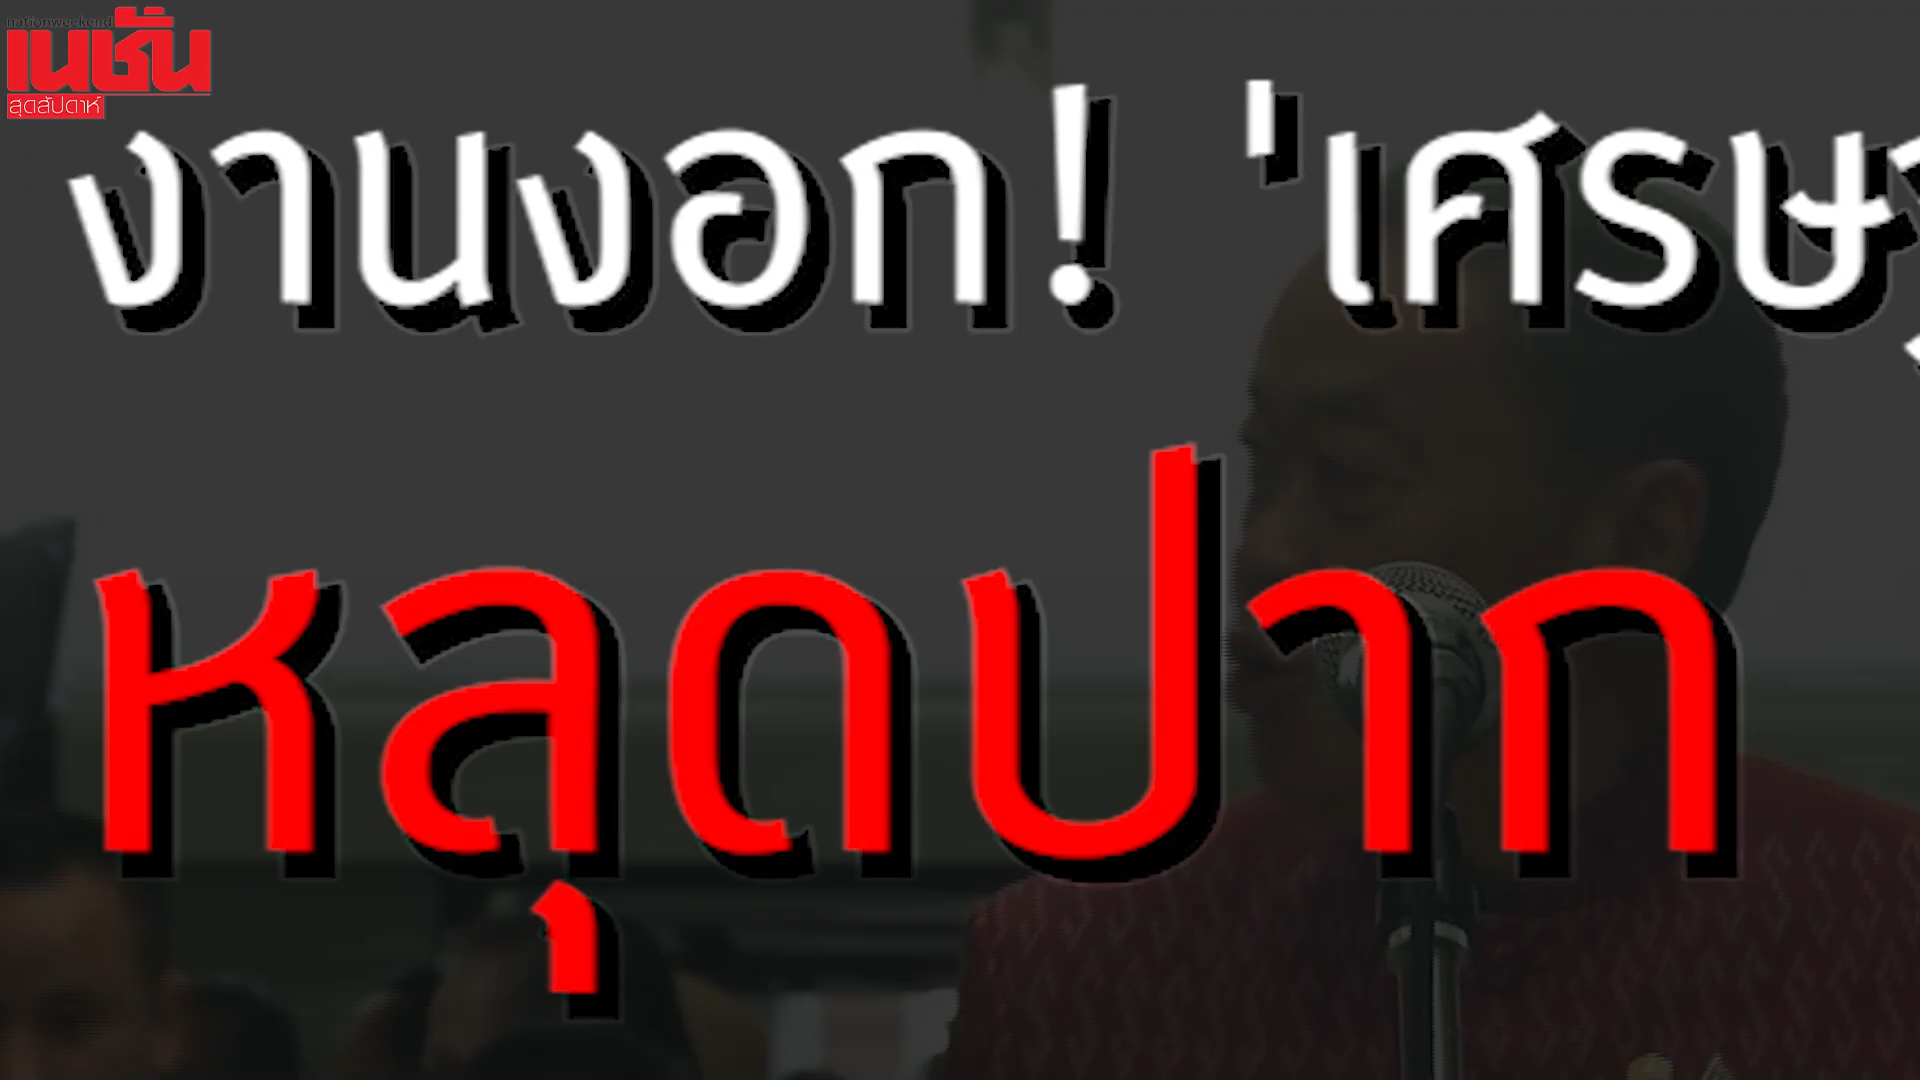 nationweekend
เนชั่น
สุดสัปดาห์
งานงอก! 'เศรษ
หลุดปาก